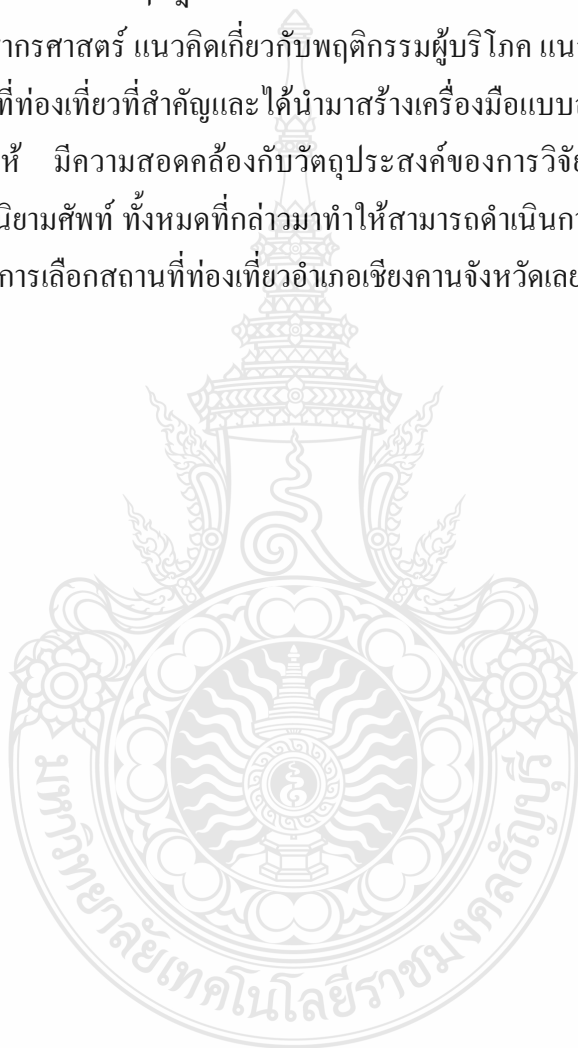 ากรศาสตร์ แนวคิดเกี่ยวกับพฤติกรรมผู้บริโภค แน
ที่ท่องเที่ยวที่สำคัญและได้นำมาสร้างเครื่องมือแบบ
ห้ มีความสอดคล้องกับวัตถุประสงค์ของการวิจัย
นิยามศัพท์ ทั้งหมดที่กล่าวมาทำให้สามารถดำเนินกา
การเลือกสถานที่ท่องเที่ยวอำเภอเชียงคานจังหวัดเลย
มหาวิทยาลัยเทคโนโลยีราชมงคลธัญบุรี